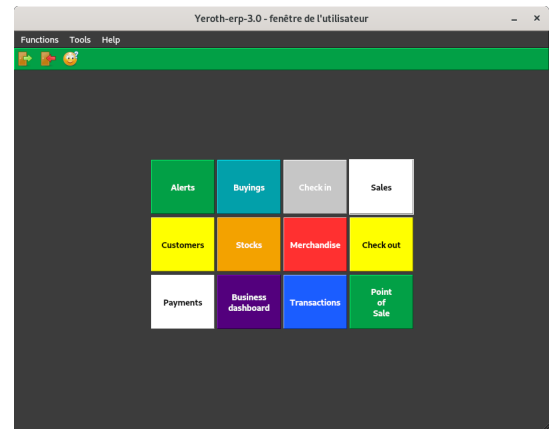 Yeroth-erp-3.0 - fenêtre de l'utilisateur
Functions Tools Help
Alerts Buyings Check in Sales
Customers Stocks Merchandise Check out
Payments Business dashboard Transactions Point of Sale